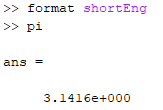 >> format shortEng
>> pi
ans =
3.1416e+000